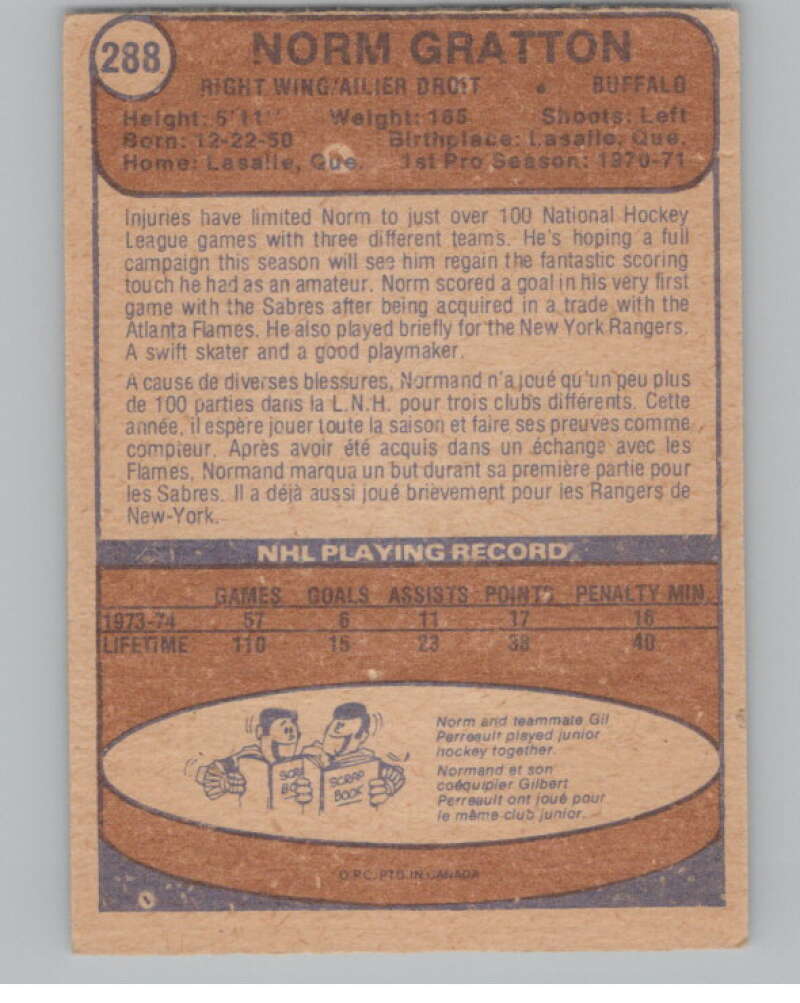 288
NORM GRATTON
RIGHT WING/AILIER DROIT • BUFFALO
Height: 5'11" Weight: 165 Shoots: Left
Born: 12-22-50 Birthplace: Lasalle, Que.
Home: Lasalle, Que. 1st Pro Season: 1970-71
Injuries have limited Norm to just over 100 National Hockey
League games with three different teams. He's hoping a full
campaign this season will see him regain the fantastic scoring
touch he had as an amateur. Norm scored a goal in his very first
game with the Sabres after being acquired in a trade with the
Atlanta Flames. He also played briefly for the New York Rangers.
A swift skater and a good playmaker.
A cause de diverses blessures, Normand n'a joué qu'un peu plus
de 100 parties dans la L.N.H. pour trois clubs différents. Cette
année, il espère jouer toute la saison et faire ses preuves comme
compteur. Après avoir été acquis dans un échange avec les
Flames, Normand marqua un but durant sa première partie pour
les Sabres. Il a déjà aussi joué brièvement pour les Rangers de
New-York.
NHL PLAYING RECORD
GAMES GOALS ASSISTS POINTS PENALTY MIN.
1973-74 57 6 11 17 16
LIFETIME 110 15 23 38 40
SCRA
BO
SCRAP
BOOK
Norm and teammate Gil
Perreault played junior
hockey together.
Normand et son
coéquipier Gilbert
Perreault ont joué pour
le même club junior.
O.P.C. PTD. IN CANADA